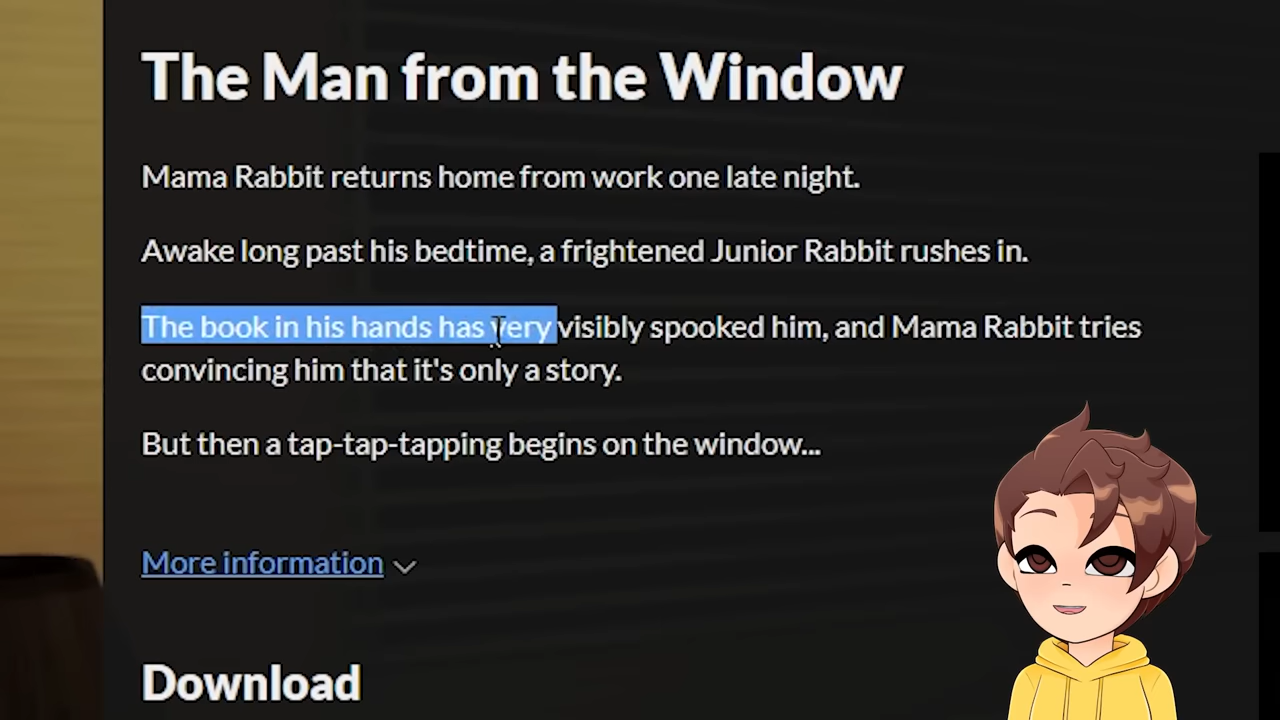 The Man from the Window
Mama Rabbit returns home from work one late night.
Awake long past his bedtime, a frightened Junior Rabbit rushes in.
The book in his hands has very visibly spooked him, and Mama Rabbit tries
convincing him that it's only a story.
But then a tap-tap-tapping begins on the window...
More information
Download